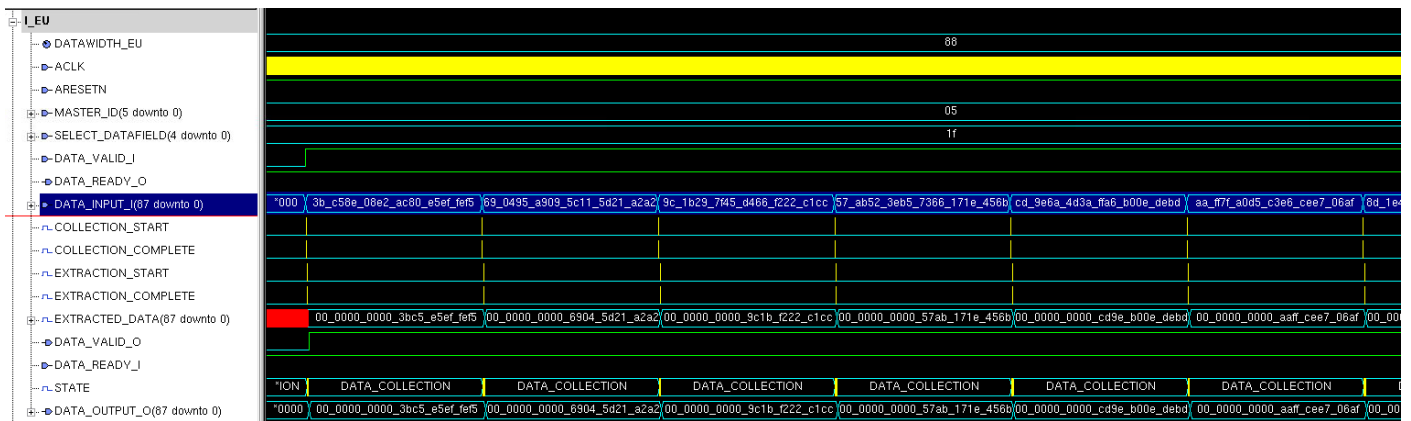 I_EU
DATAWIDTH_EU 88
ACLK
ARESETN
MASTER_ID(5 downto 0) 05
SELECT_DATAFIELD(4 downto 0) 1f
DATA_VALID_I
DATA_READY_O
DATA_INPUT_I(87 downto 0) *000 3b_c58e_08e2_ac80_e5ef_fef5 69_0495_a909_5c11_5d21_a2a2 9c_1b29_7f45_d466_f222_c1cc 57_ab52_3eb5_7366_171e_456b cd_9e6a_4d3a_ffa6_b00e_debd aa_ff7f_a0d5_c3e6_cee7_06af 8d_1e4
COLLECTION_START
COLLECTION_COMPLETE
EXTRACTION_START
EXTRACTION_COMPLETE
EXTRACTED_DATA(87 downto 0) 00_0000_0000_3bc5_e5ef_fef5 00_0000_0000_6904_5d21_a2a2 00_0000_0000_9c1b_f222_c1cc 00_0000_0000_57ab_171e_456b 00_0000_0000_cd9e_b00e_debd 00_0000_0000_aaff_cee7_06af 00_000
DATA_VALID_O
DATA_READY_I
STATE *ION DATA_COLLECTION DATA_COLLECTION DATA_COLLECTION DATA_COLLECTION DATA_COLLECTION DATA_COLLECTION
DATA_OUTPUT_O(87 downto 0) *0000 00_0000_0000_3bc5_e5ef_fef5 00_0000_0000_6904_5d21_a2a2 00_0000_0000_9c1b_f222_c1cc 00_0000_0000_57ab_171e_456b 00_0000_0000_cd9e_b00e_debd 00_0000_0000_aaff_cee7_06af 00_00